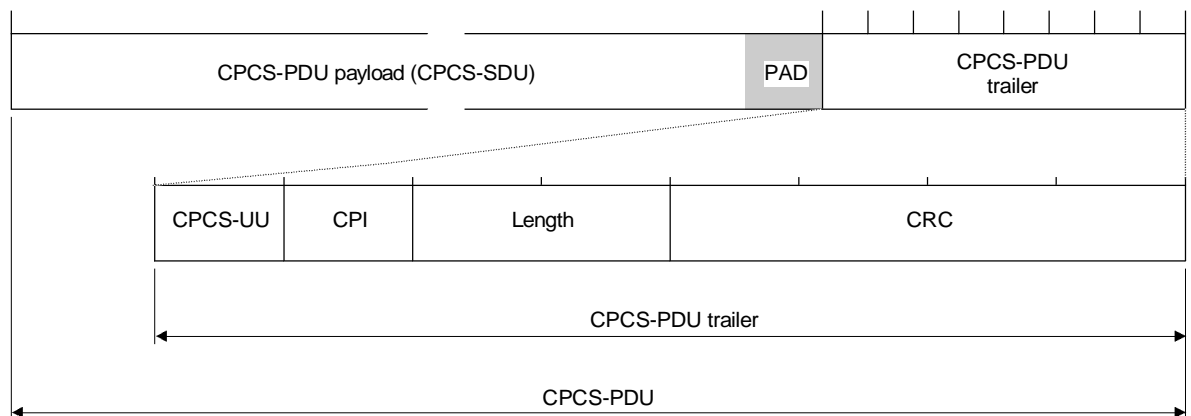 CPCS-PDU payload (CPCS-SDU)
PAD
CPCS-PDU
trailer
CPCS-UU
CPI
Length
CRC
CPCS-PDU trailer
CPCS-PDU